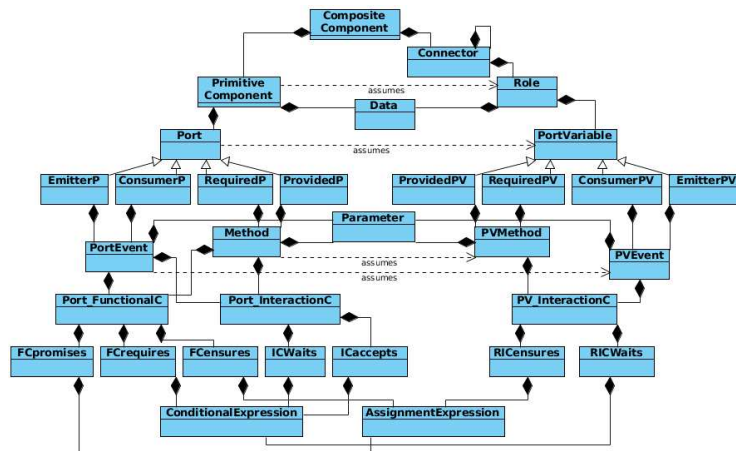 Composite
Component
Connector
Primitive
Component
assumes
Role
Data
Port
assumes
PortVariable
EmitterP
ConsumerP
RequiredP
ProvidedP
ProvidedPV
RequiredPV
ConsumerPV
EmitterPV
Parameter
Method
PVMethod
PortEvent
assumes
PVEvent
assumes
Port_FunctionalC
Port_InteractionC
PV_InteractionC
FCpromises
FCrequires
FCensures
ICWaits
ICaccepts
RICensures
RICWaits
ConditionalExpression
AssignmentExpression